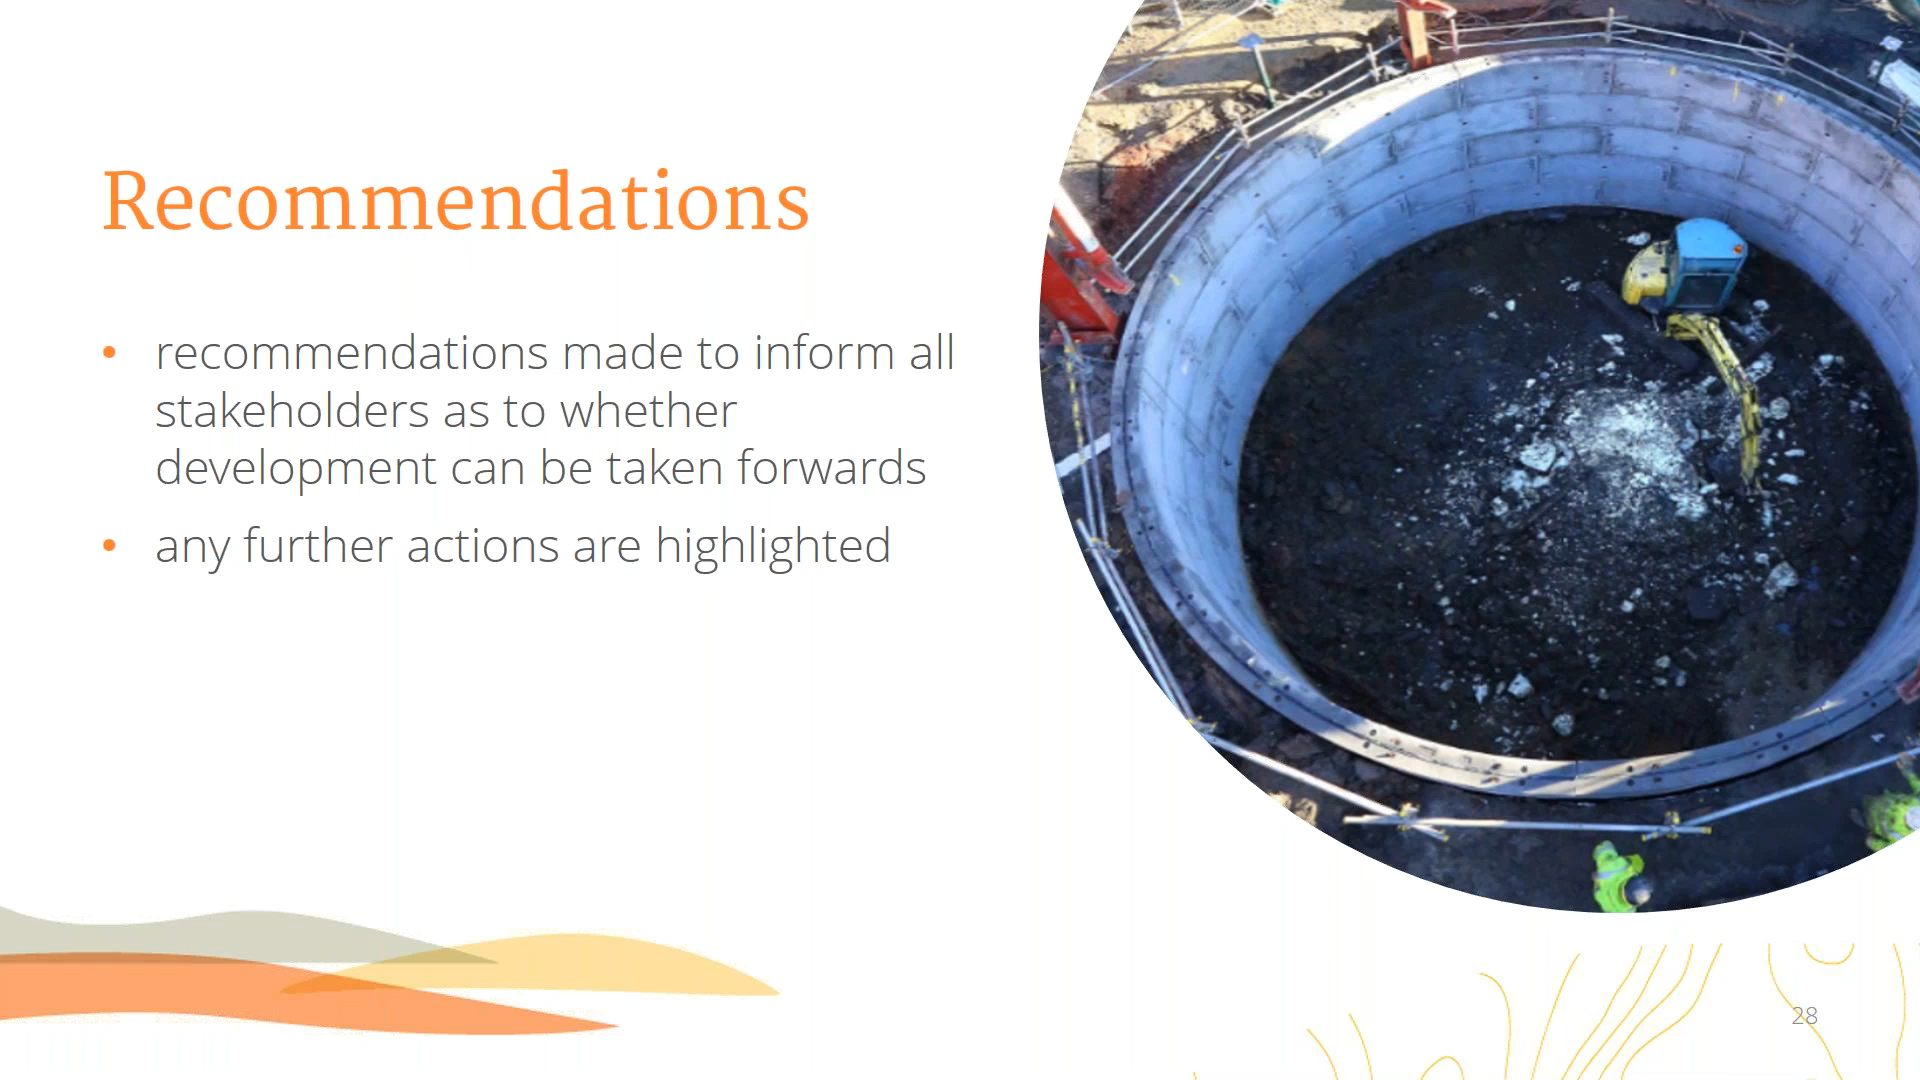 Recommendations
• recommendations made to inform all
stakeholders as to whether
development can be taken forwards
• any further actions are highlighted
28